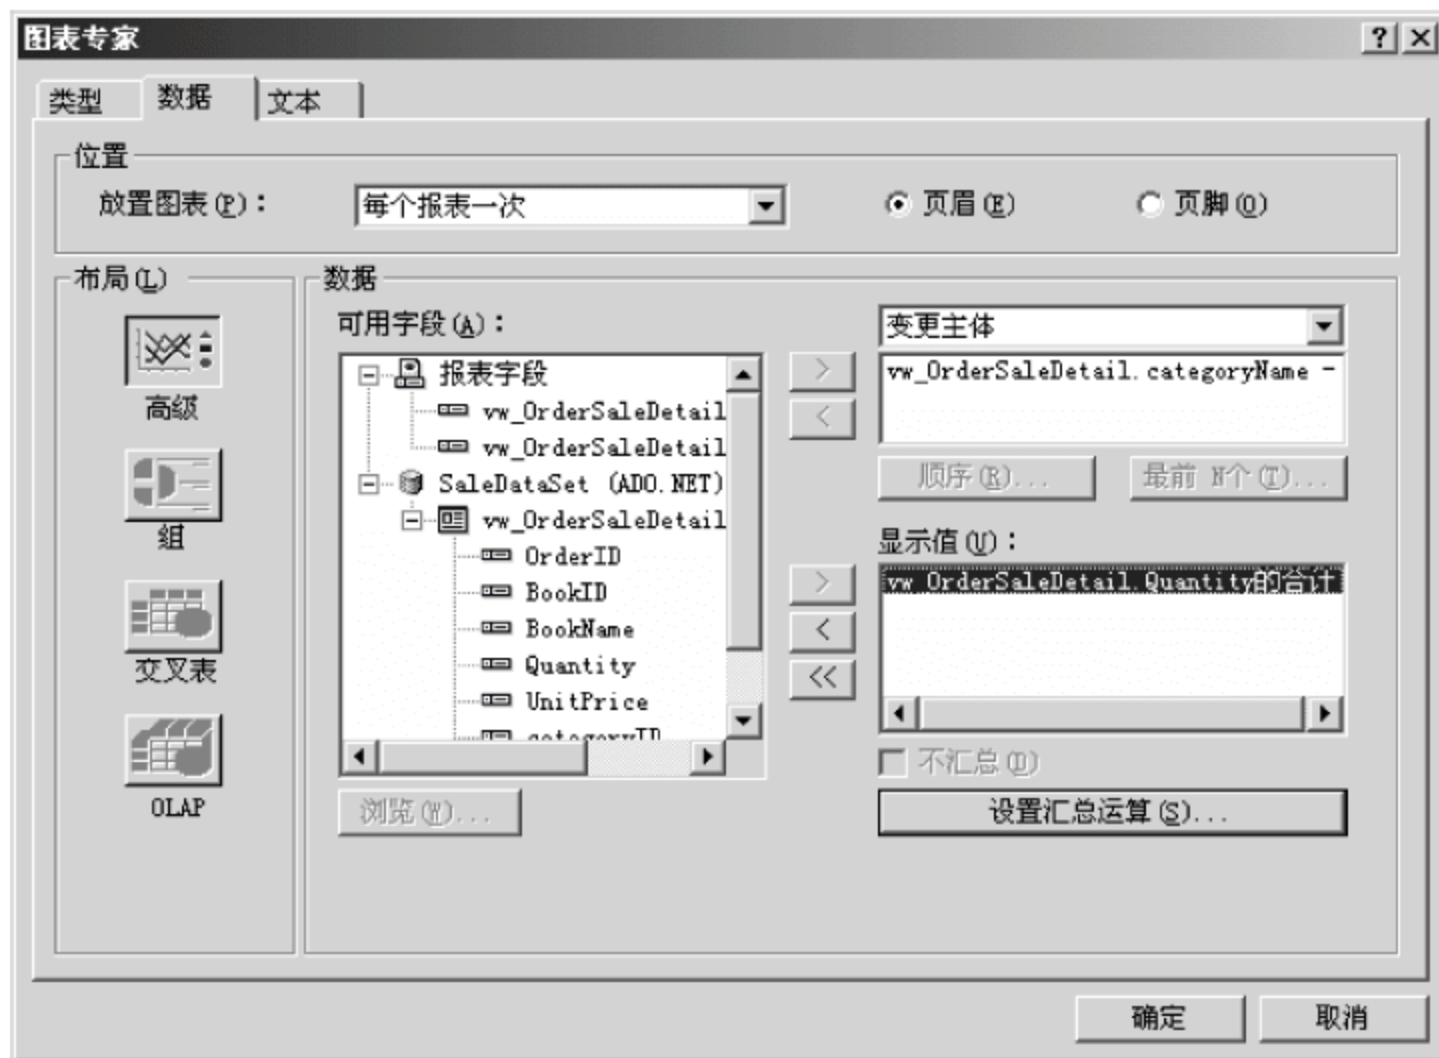 图表专家
类型 数据 文本
位置
放置图表(P)： 每个报表一次 页眉(E) 页脚(O)
布局(L)
高级
组
交叉表
OLAP
数据
可用字段(A)：
报表字段
vw_OrderSaleDetail
vw_OrderSaleDetail
SaleDataSet (ADO.NET)
vw_OrderSaleDetail
OrderID
BookID
BookName
Quantity
UnitPrice
categoryID
浏览(W)...
>
<
变更主体
vw_OrderSaleDetail.categoryName -
顺序(R)... 最前 N个(T)...
显示值(U)：
>
<
<<
vw_OrderSaleDetail.Quantity的合计
不汇总(D)
设置汇总运算(S)...
确定 取消